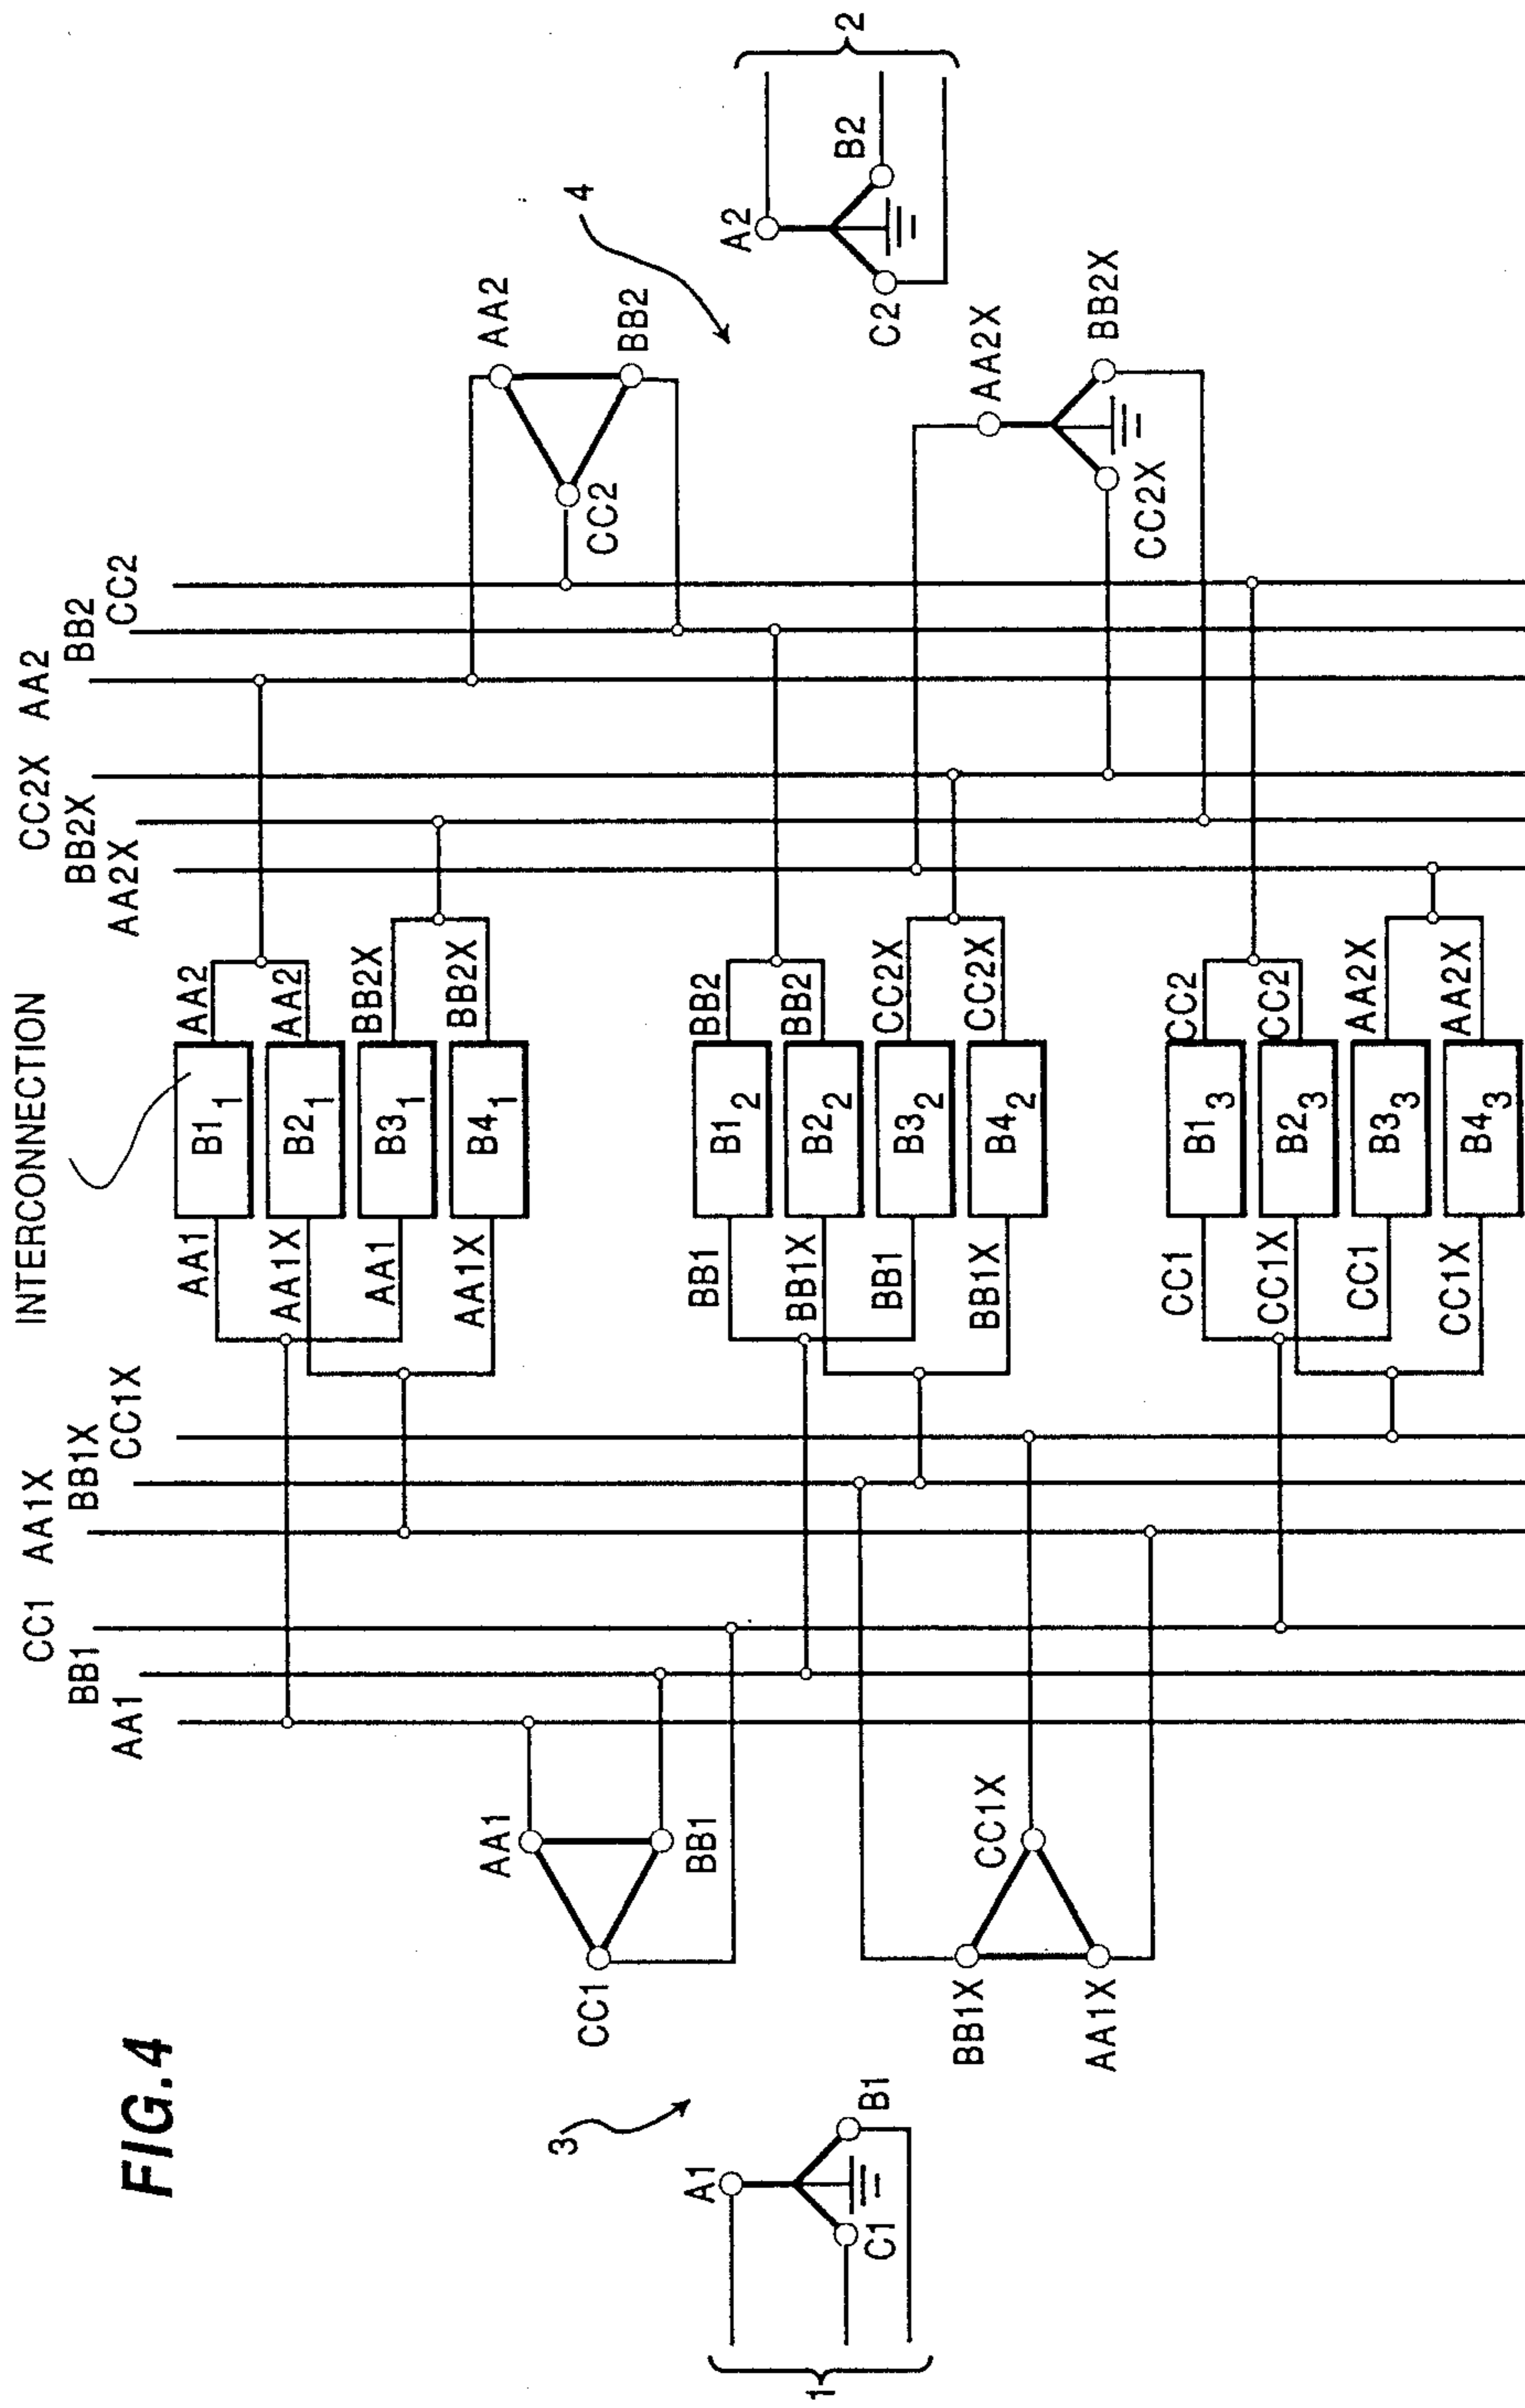 FIG.4
INTERCONNECTION
AA1
BB1
CC1
AA1X
BB1X
CC1X
AA2X
BB2X
CC2X
AA2
BB2
CC2
AA1
B1 1
AA2
AA1X
B2 1
AA2
AA1
B3 1
BB2X
AA1X
B4 1
BB2X
BB1
B1 2
BB2
BB1X
B2 2
BB2
BB1
B3 2
CC2X
BB1X
B4 2
CC2X
CC1
B1 3
CC2
CC1X
B2 3
CC2
CC1
B3 3
AA2X
CC1X
B4 3
AA2X
3
A1
B1
C1
1
AA1
BB1
CC1
BB1X
CC1X
AA1X
AA2
BB2
CC2
4
A2
B2
C2
2
AA2X
BB2X
CC2X